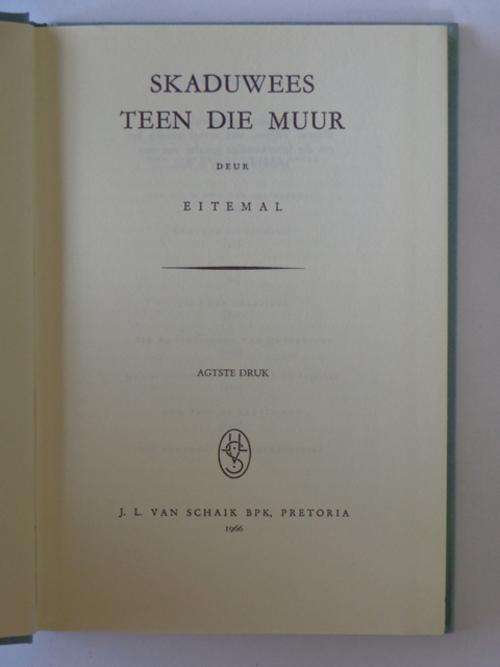 SKADUWEES
TEEN DIE MUUR
DEUR
EITEMAL
AGTSTE DRUK
J. L. VAN SCHAIK BPK, PRETORIA
1966